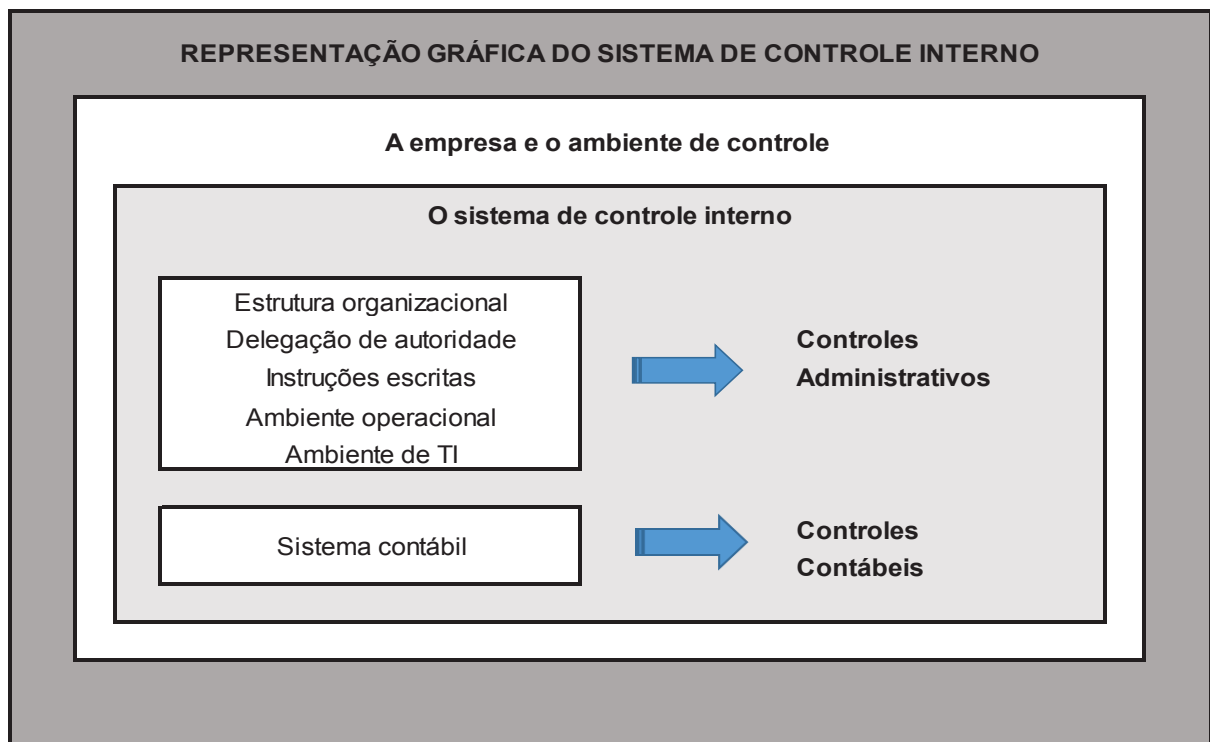 REPRESENTAÇÃO GRÁFICA DO SISTEMA DE CONTROLE INTERNO
A empresa e o ambiente de controle
O sistema de controle interno
Estrutura organizacional
Delegação de autoridade
Instruções escritas
Ambiente operacional
Ambiente de TI
Controles
Administrativos
Sistema contábil
Controles
Contábeis